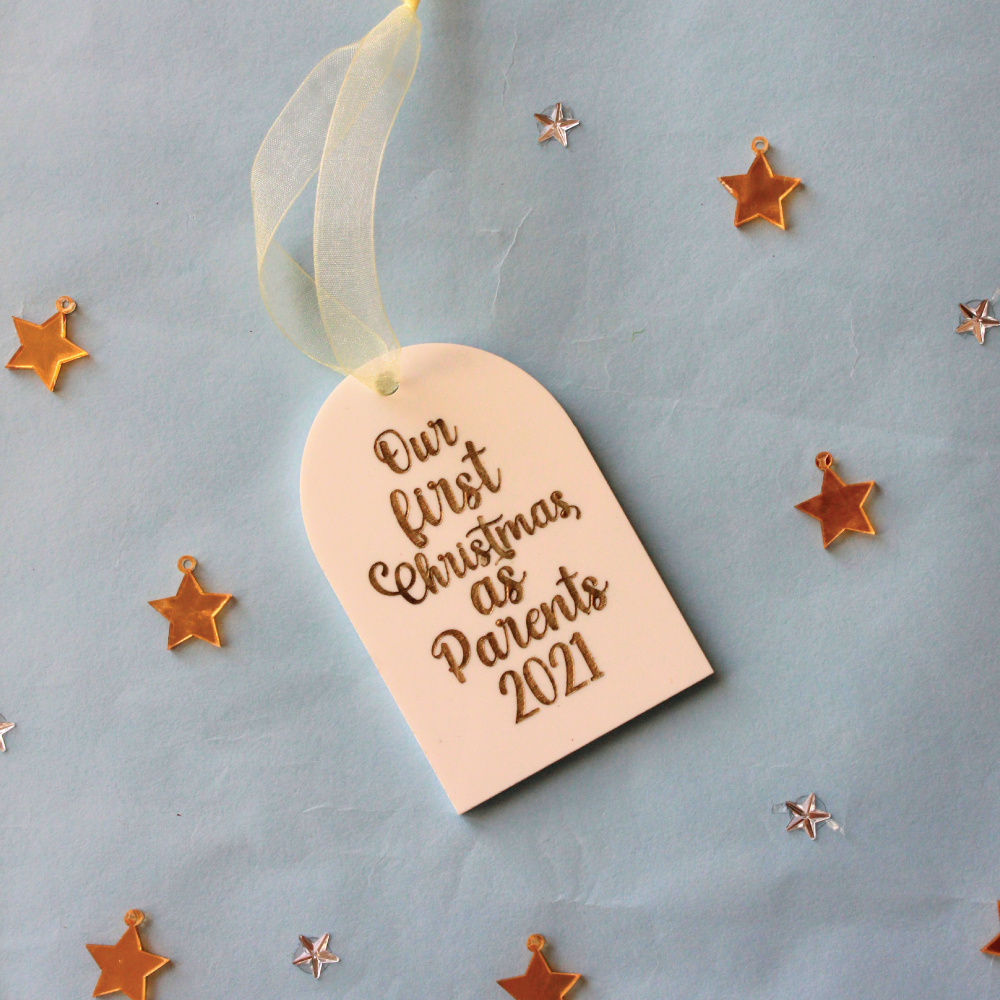 Our
first
Christmas,
as
Parents
2021